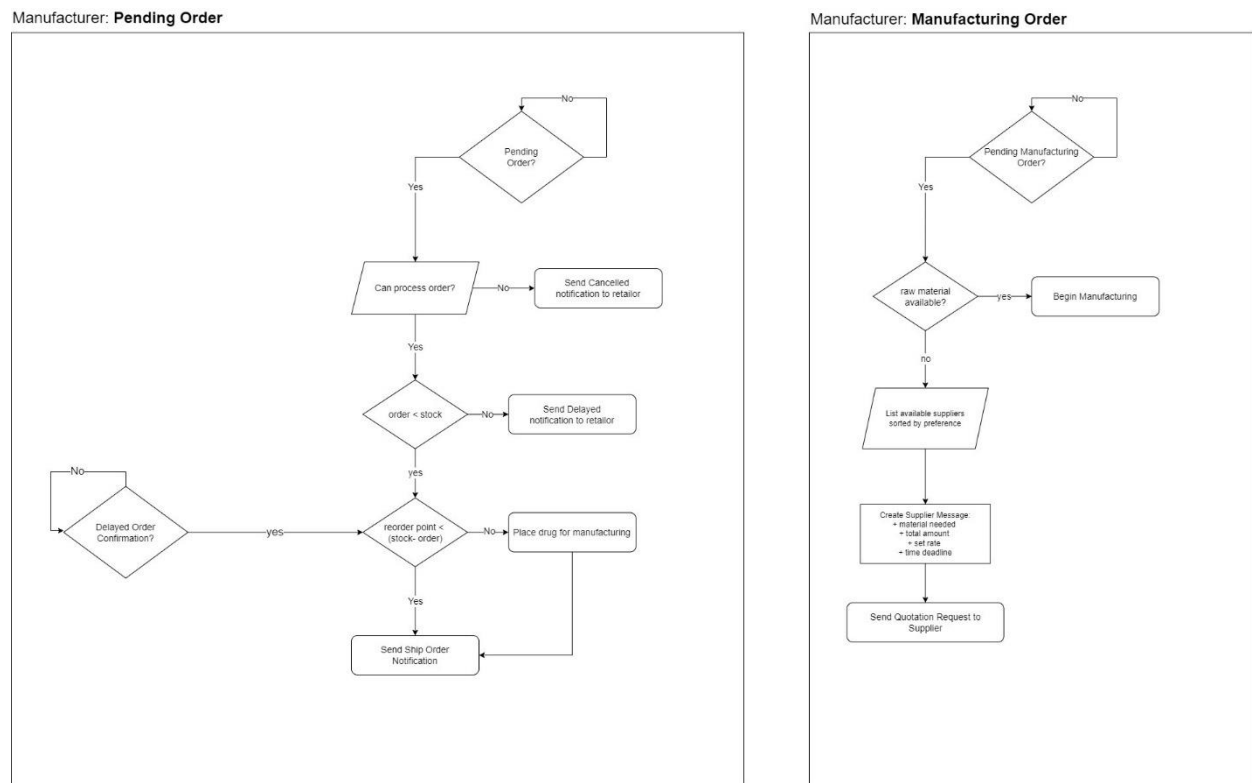 Manufacturer: Pending Order
No
Pending
Order?
Yes
Can process order?
No
Send Cancelled
notification to retailor
Yes
order < stock
No
Send Delayed
notification to retailor
yes
No
Delayed Order
Confirmation?
yes
reorder point <
(stock- order)
No
Place drug for manufacturing
Yes
Send Ship Order
Notification
Manufacturer: Manufacturing Order
No
Pending Manufacturing
Order?
Yes
raw material
available?
yes
Begin Manufacturing
no
List available suppliers
sorted by preference
Create Supplier Message:
+ material needed
+ total amount
+ set rate
+ time deadline
Send Quotation Request to
Supplier